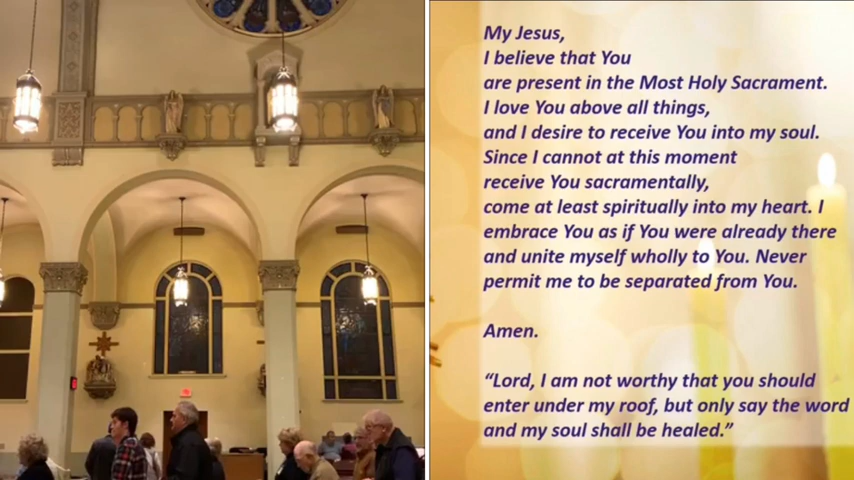 My Jesus,
I believe that You
are present in the Most Holy Sacrament.
I love You above all things,
and I desire to receive You into my soul.
Since I cannot at this moment
receive You sacramentally,
come at least spiritually into my heart. I
embrace You as if You were already there
and unite myself wholly to You. Never
permit me to be separated from You.
Amen.
“Lord, I am not worthy that you should
enter under my roof, but only say the word
and my soul shall be healed.”